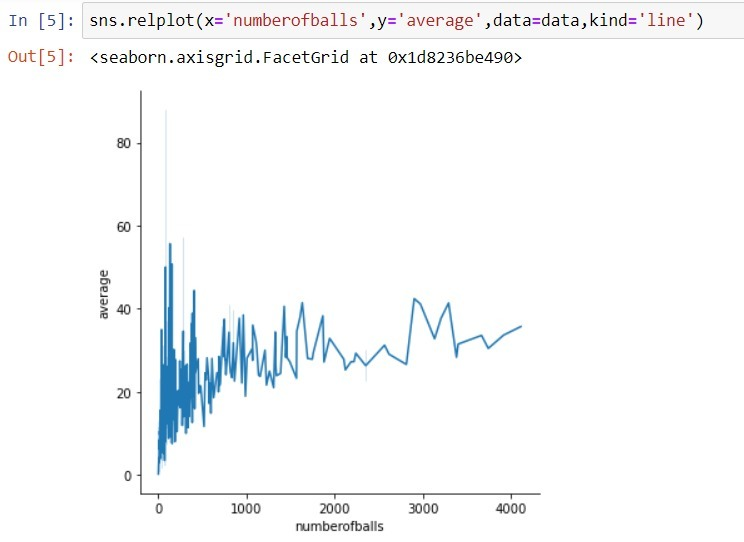 In [5]: sns.relplot(x='numberofballs',y='average',data=data,kind='line')
Out[5]: <seaborn.axisgrid.FacetGrid at 0x1d8236be490>
80
60
average
40
20
0
0 1000 2000 3000 4000
numberofballs